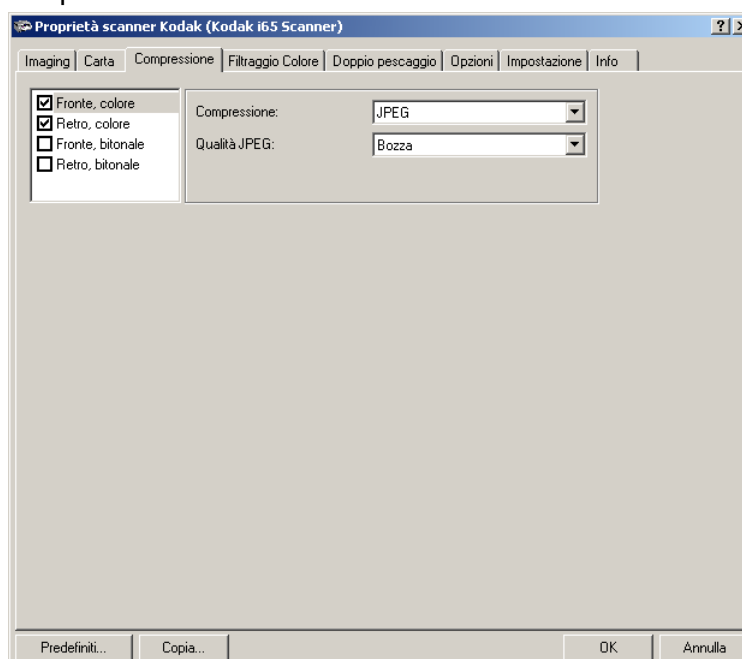 Proprietà scanner Kodak (Kodak i65 Scanner)
Imaging Carta Compressione Filtraggio Colore Doppio pescaggio Opzioni Impostazione Info
Fronte, colore
Retro, colore
Fronte, bitonale
Retro, bitonale
Compressione: JPEG
Qualità JPEG: Bozza
Predefiniti... Copia... OK Annulla